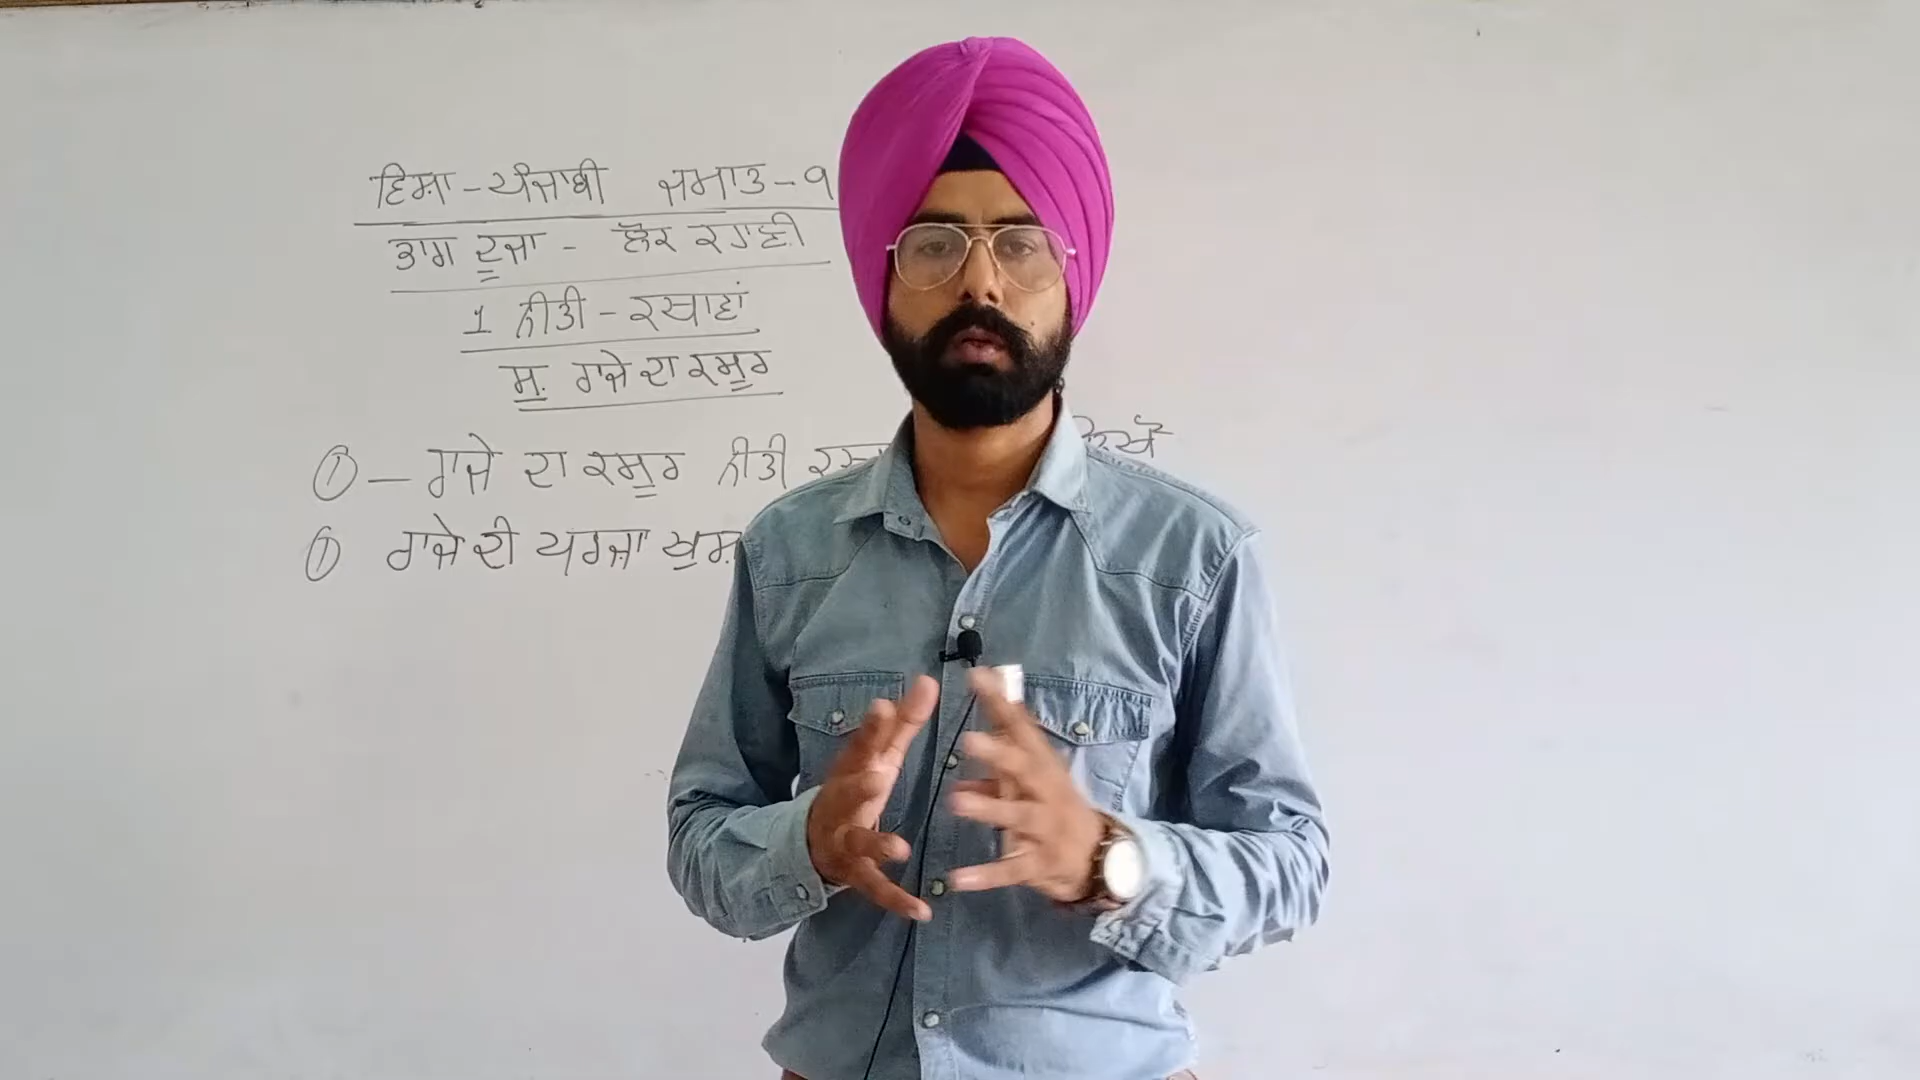 ਵਿਸ਼ਾ - ਪੰਜਾਬੀ ਜਮਾਤ - 9
ਭਾਗ ਦੂਜਾ - ਲੋਕ ਕਹਾਣੀ
1 ਨੀਤੀ - ਕਥਾਵਾਂ
ਸ. ਰਾਜੇ ਦਾ ਕਸੂਰ
① - ਰਾਜੇ ਦਾ ਕਸੂਰ ਨੀਤੀ ਲਿਖੋ
① ਰਾਜੇ ਦੀ ਪਰਜਾ